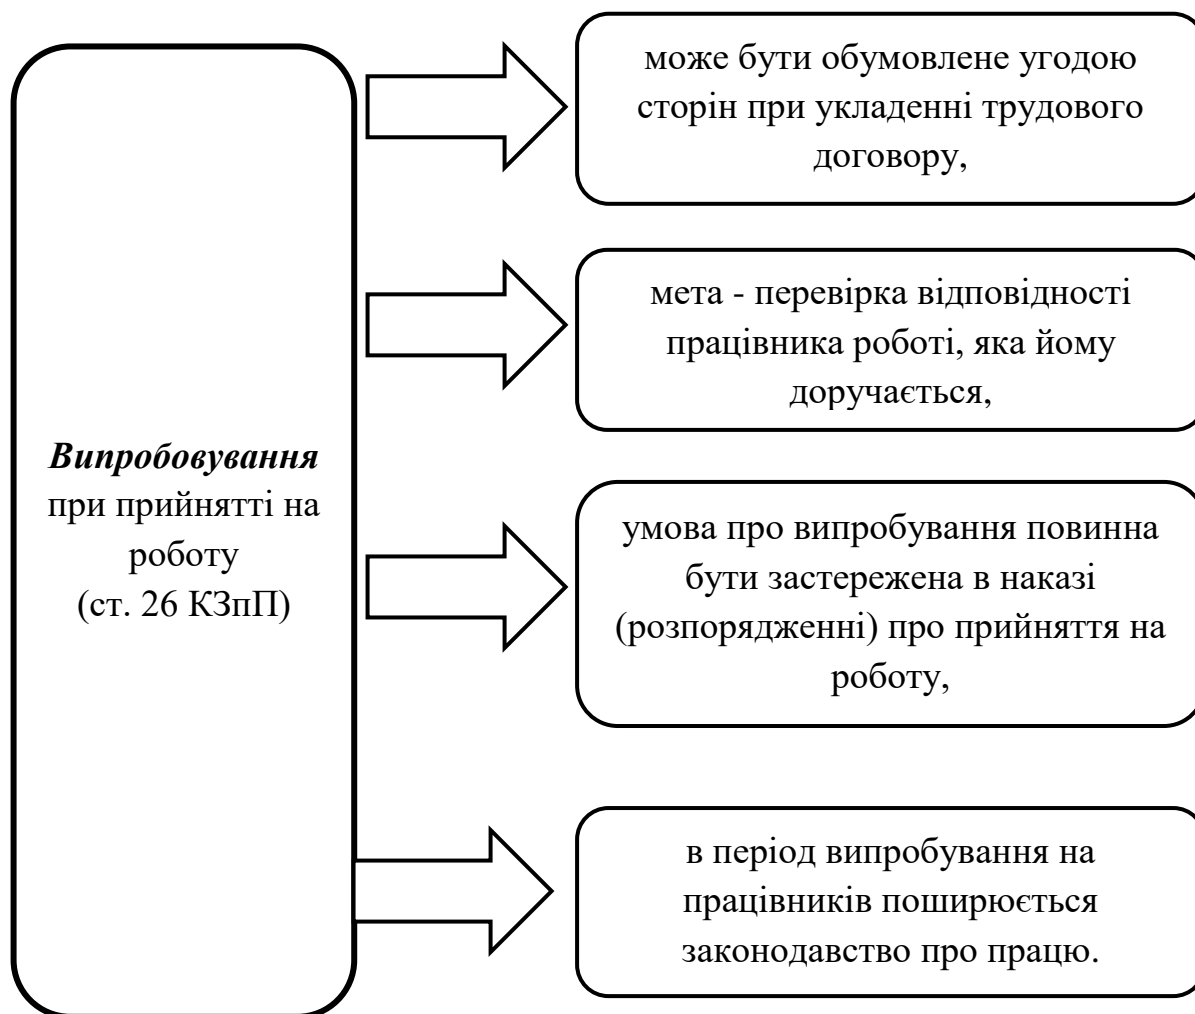 Випробовування
при прийнятті на
роботу
(ст. 26 КЗпП)
може бути обумовлене угодою
сторін при укладенні трудового
договору,
мета - перевірка відповідності
працівника роботі, яка йому
доручається,
умова про випробування повинна
бути застережена в наказі
(розпорядженні) про прийняття на
роботу,
в період випробування на
працівників поширюється
законодавство про працю.